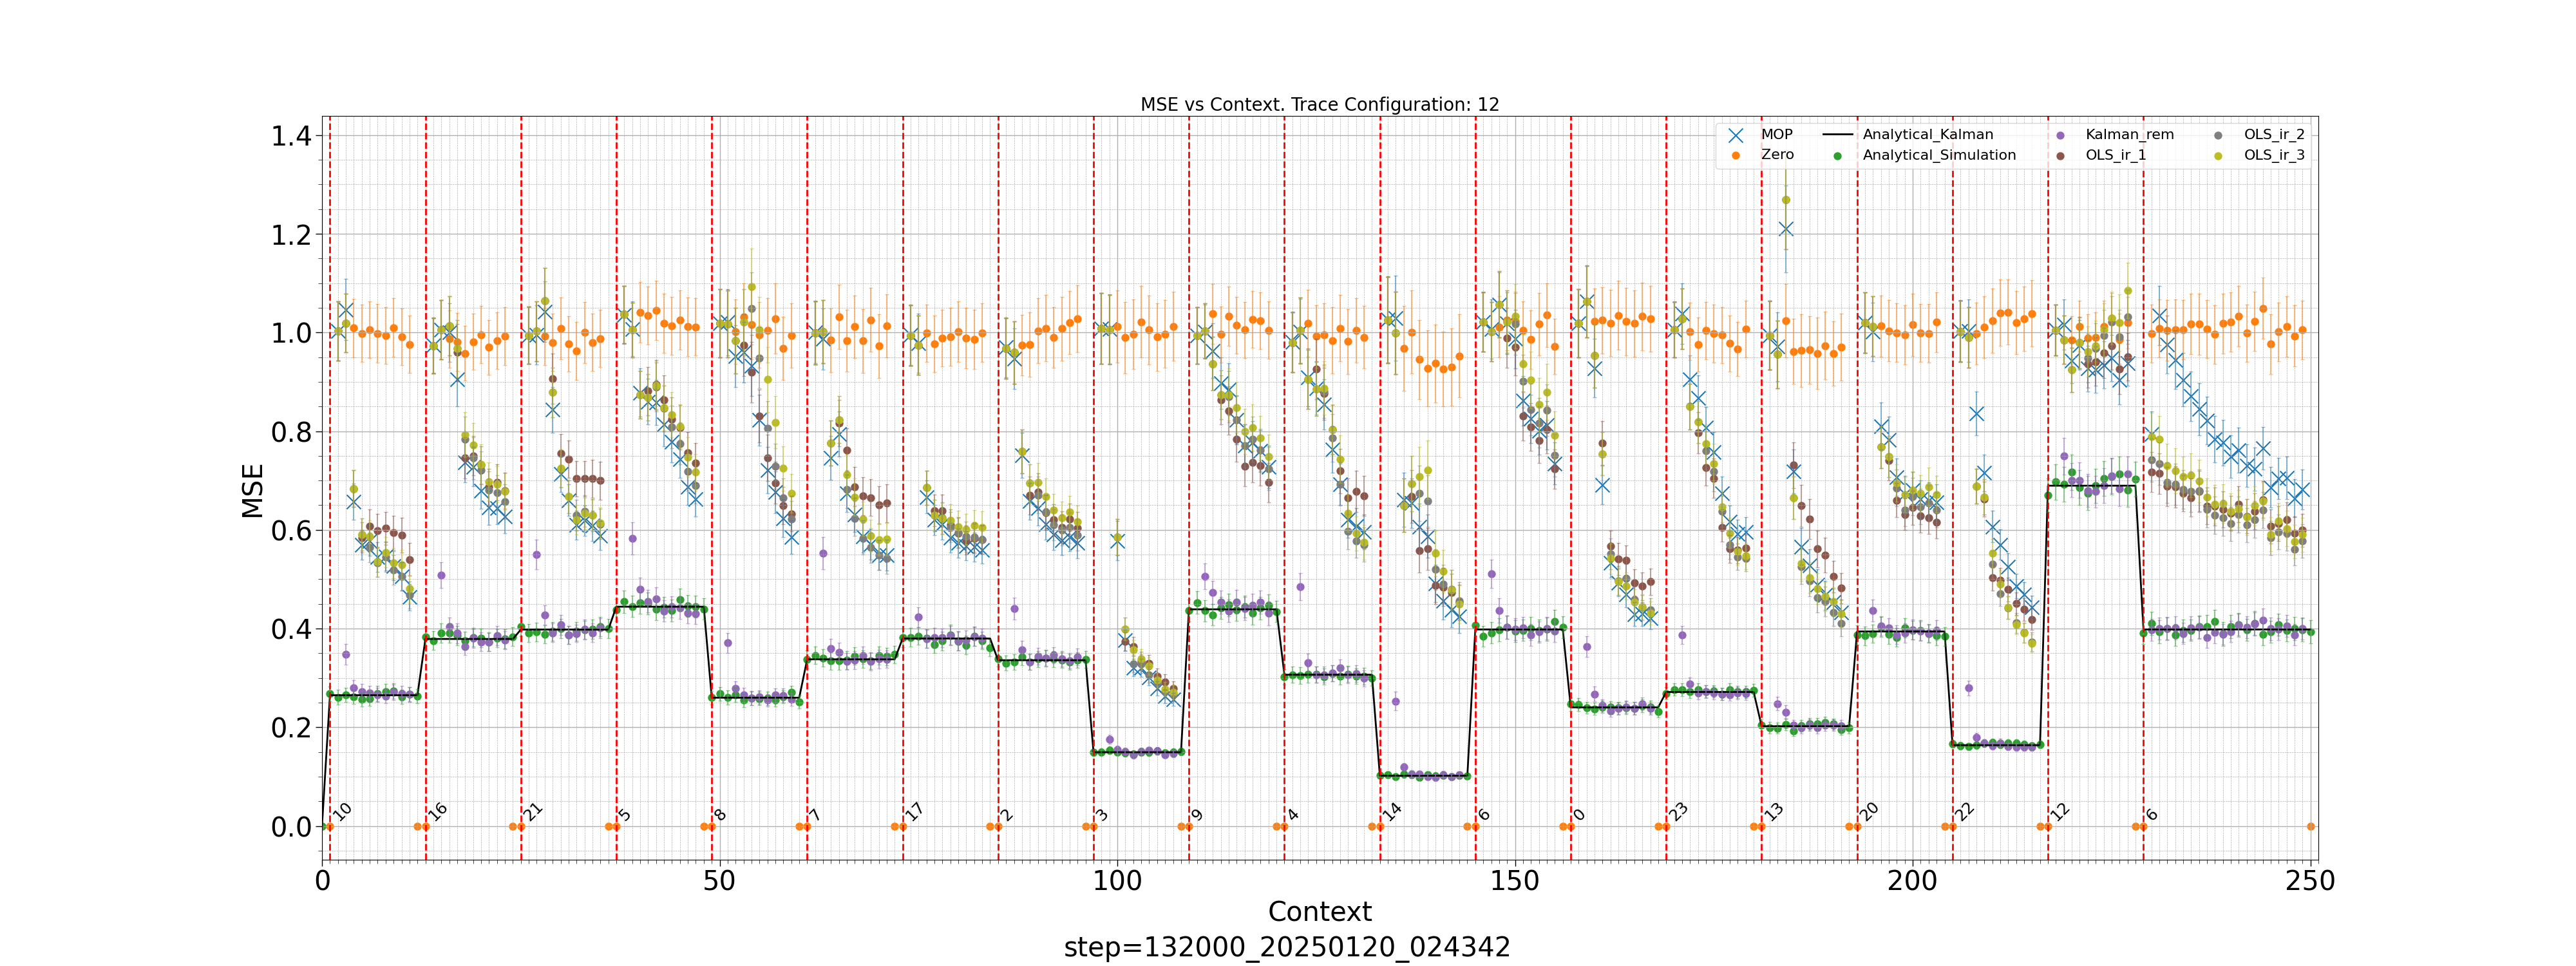 MSE vs Context. Trace Configuration: 12
MOP
Zero
Analytical_Kalman
Analytical_Simulation
Kalman_rem
OLS_ir_1
OLS_ir_2
OLS_ir_3
MSE
1.4
1.2
1.0
0.8
0.6
0.4
0.2
0.0
10 16 21 5 8 7 17 2 3 9 4 14 6 0 23 13 20 22 12 6
0 50 100 150 200 250
Context
step=132000_20250120_024342